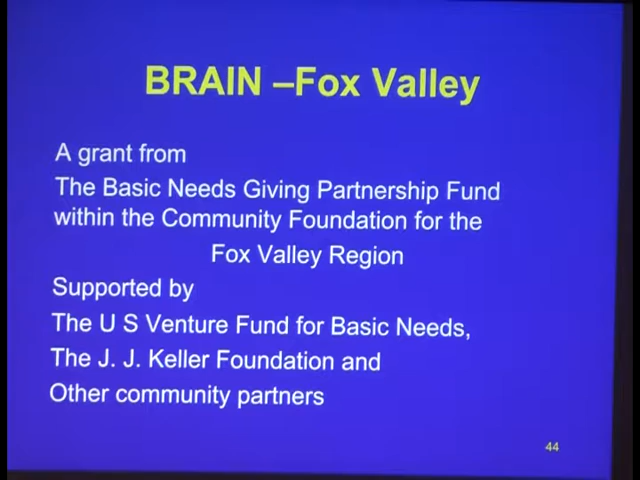 BRAIN –Fox Valley
A grant from
The Basic Needs Giving Partnership Fund
within the Community Foundation for the
Fox Valley Region
Supported by
The U S Venture Fund for Basic Needs,
The J. J. Keller Foundation and
Other community partners
44